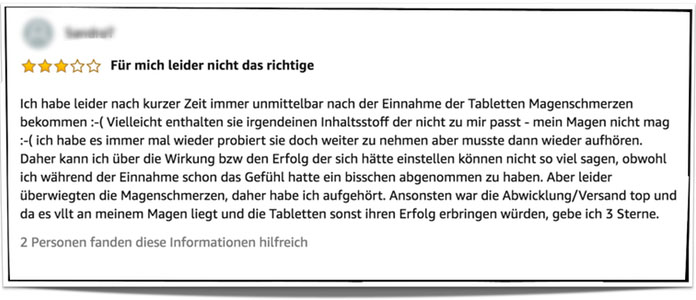 Für mich leider nicht das richtige
Ich habe leider nach kurzer Zeit immer unmittelbar nach der Einnahme der Tabletten Magenschmerzen
bekommen :-( Vielleicht enthalten sie irgendeinen Inhaltsstoff der nicht zu mir passt - mein Magen nicht mag
:-( ich habe es immer mal wieder probiert sie doch weiter zu nehmen aber musste dann wieder aufhören.
Daher kann ich über die Wirkung bzw den Erfolg der sich hätte einstellen können nicht so viel sagen, obwohl
ich während der Einnahme schon das Gefühl hatte ein bisschen abgenommen zu haben. Aber leider
überwiegten die Magenschmerzen, daher habe ich aufgehört. Ansonsten war die Abwicklung/Versand top und
da es vllt an meinem Magen liegt und die Tabletten sonst ihren Erfolg erbringen würden, gebe ich 3 Sterne.
2 Personen fanden diese Informationen hilfreich